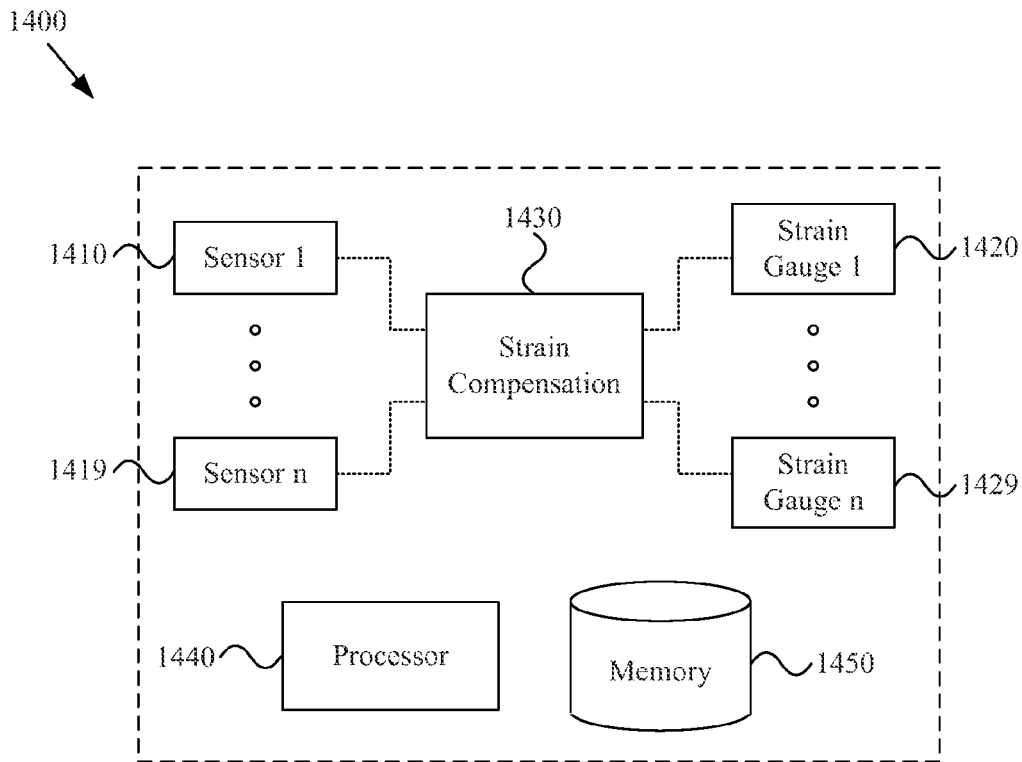 1400
1430
1410
Sensor 1
Strain
Gauge 1
1420
Strain
Compensation
1419
Sensor n
Strain
Gauge n
1429
1440
Processor
Memory
1450